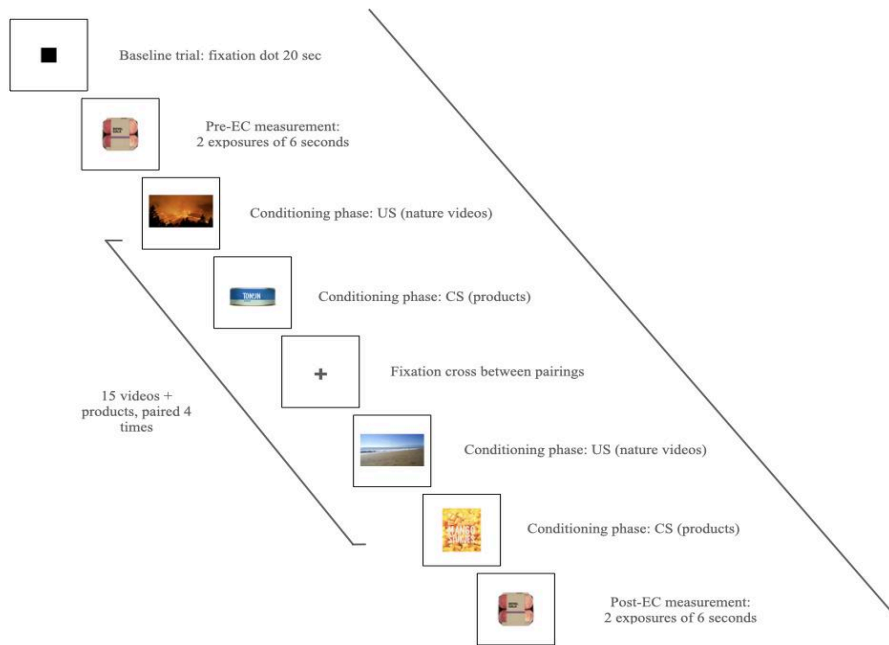 Baseline trial: fixation dot 20 sec
Pre-EC measurement:
2 exposures of 6 seconds
Conditioning phase: US (nature videos)
Conditioning phase: CS (products)
Fixation cross between pairings
15 videos +
products, paired 4
times
Conditioning phase: US (nature videos)
Conditioning phase: CS (products)
Post-EC measurement:
2 exposures of 6 seconds